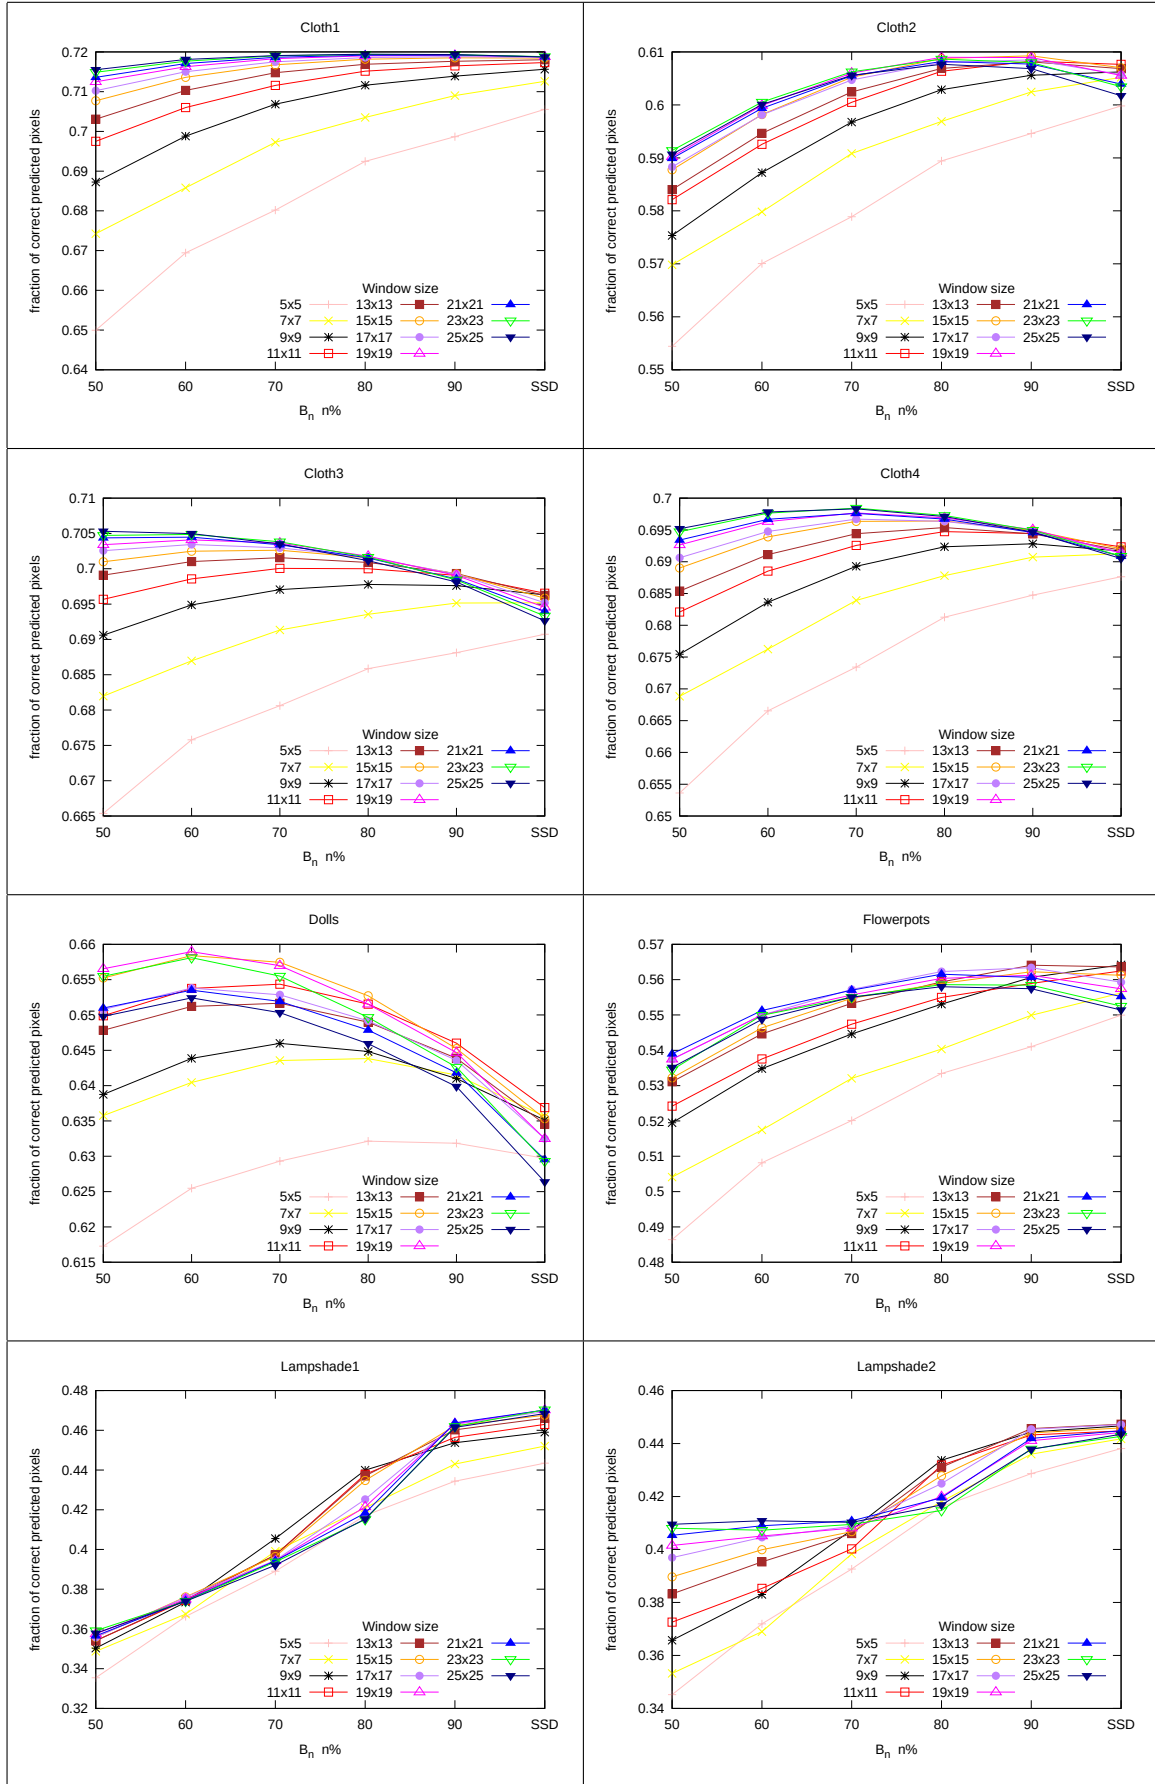 Cloth1
fraction of correct predicted pixels
0.72
0.71
0.7
0.69
0.68
0.67
0.66
0.65
0.64
Window size
5x5 13x13 21x21
7x7 15x15 23x23
9x9 17x17 25x25
11x11 19x19
50 60 70 80 90 SSD
Bn n%
Cloth2
fraction of correct predicted pixels
0.61
0.6
0.59
0.58
0.57
0.56
0.55
Window size
5x5 13x13 21x21
7x7 15x15 23x23
9x9 17x17 25x25
11x11 19x19
50 60 70 80 90 SSD
Bn n%
Cloth3
fraction of correct predicted pixels
0.71
0.705
0.7
0.695
0.69
0.685
0.68
0.675
0.67
0.665
Window size
5x5 13x13 21x21
7x7 15x15 23x23
9x9 17x17 25x25
11x11 19x19
50 60 70 80 90 SSD
Bn n%
Cloth4
fraction of correct predicted pixels
0.7
0.695
0.69
0.685
0.68
0.675
0.67
0.665
0.66
0.655
0.65
Window size
5x5 13x13 21x21
7x7 15x15 23x23
9x9 17x17 25x25
11x11 19x19
50 60 70 80 90 SSD
Bn n%
Dolls
fraction of correct predicted pixels
0.66
0.655
0.65
0.645
0.64
0.635
0.63
0.625
0.62
0.615
Window size
5x5 13x13 21x21
7x7 15x15 23x23
9x9 17x17 25x25
11x11 19x19
50 60 70 80 90 SSD
Bn n%
Flowerpots
fraction of correct predicted pixels
0.57
0.56
0.55
0.54
0.53
0.52
0.51
0.5
0.49
0.48
Window size
5x5 13x13 21x21
7x7 15x15 23x23
9x9 17x17 25x25
11x11 19x19
50 60 70 80 90 SSD
Bn n%
Lampshade1
fraction of correct predicted pixels
0.48
0.46
0.44
0.42
0.4
0.38
0.36
0.34
0.32
Window size
5x5 13x13 21x21
7x7 15x15 23x23
9x9 17x17 25x25
11x11 19x19
50 60 70 80 90 SSD
Bn n%
Lampshade2
fraction of correct predicted pixels
0.46
0.44
0.42
0.4
0.38
0.36
0.34
Window size
5x5 13x13 21x21
7x7 15x15 23x23
9x9 17x17 25x25
11x11 19x19
50 60 70 80 90 SSD
Bn n%